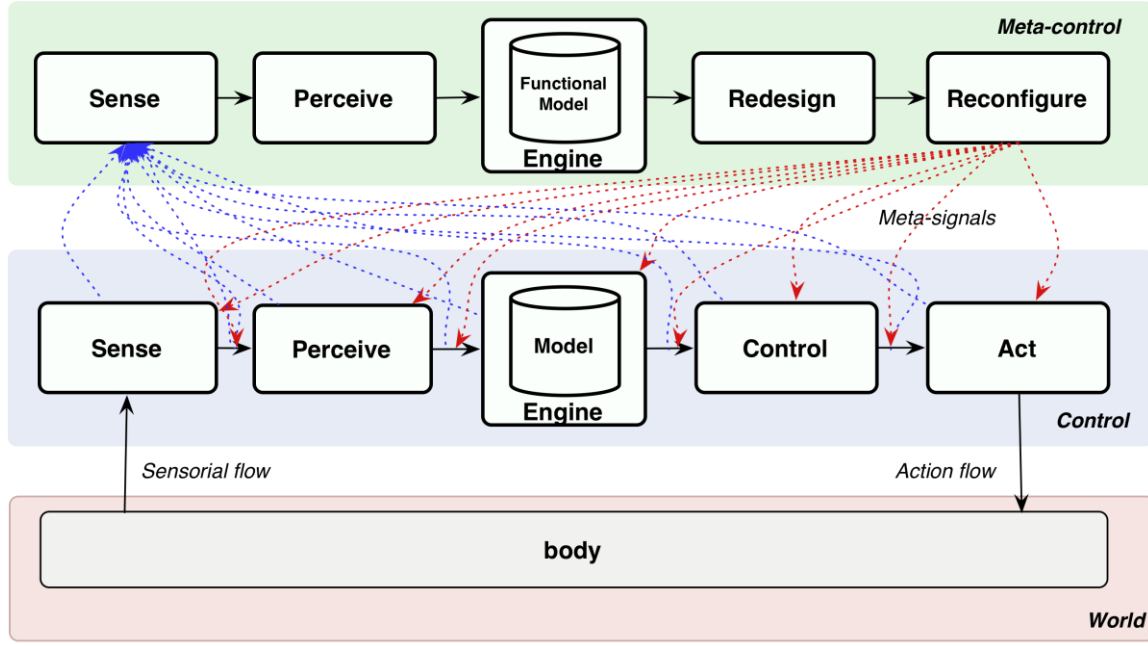 Meta-control
Sense
Perceive
Functional
Model
Engine
Redesign
Reconfigure
Meta-signals
Sense
Perceive
Model
Engine
Control
Act
Control
Sensorial flow
Action flow
body
World